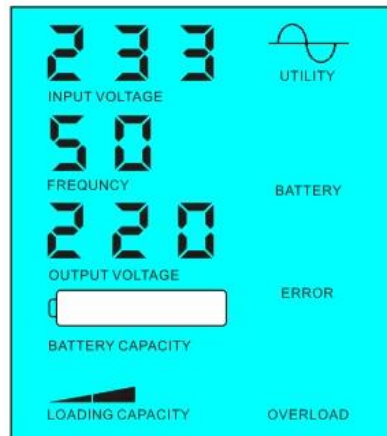 233
UTILITY
INPUT VOLTAGE
50
FREQUNCY
BATTERY
220
OUTPUT VOLTAGE
ERROR
BATTERY CAPACITY
LOADING CAPACITY
OVERLOAD